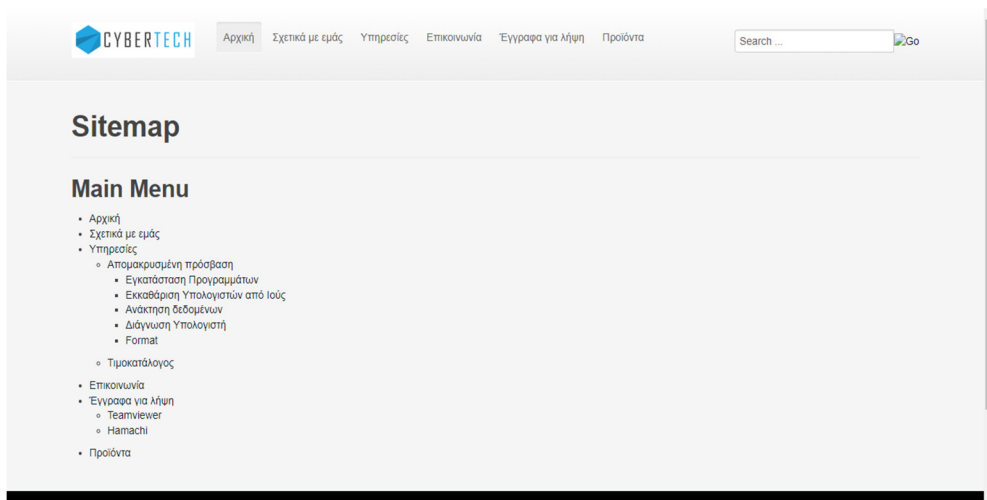 CYBERTECH
Αρχική Σχετικά με εμάς Υπηρεσίες Επικοινωνία Έγγραφα για λήψη Προϊόντα
Search ... Go
Sitemap
Main Menu
Αρχική
Σχετικά με εμάς
Υπηρεσίες
Απομακρυσμένη πρόσβαση
Εγκατάσταση Προγραμμάτων
Εκκαθάριση Υπολογιστών από Ιούς
Ανάκτηση δεδομένων
Διάγνωση Υπολογιστή
Format
Τιμοκατάλογος
Επικοινωνία
Έγγραφα για λήψη
Teamviewer
Hamachi
Προϊόντα